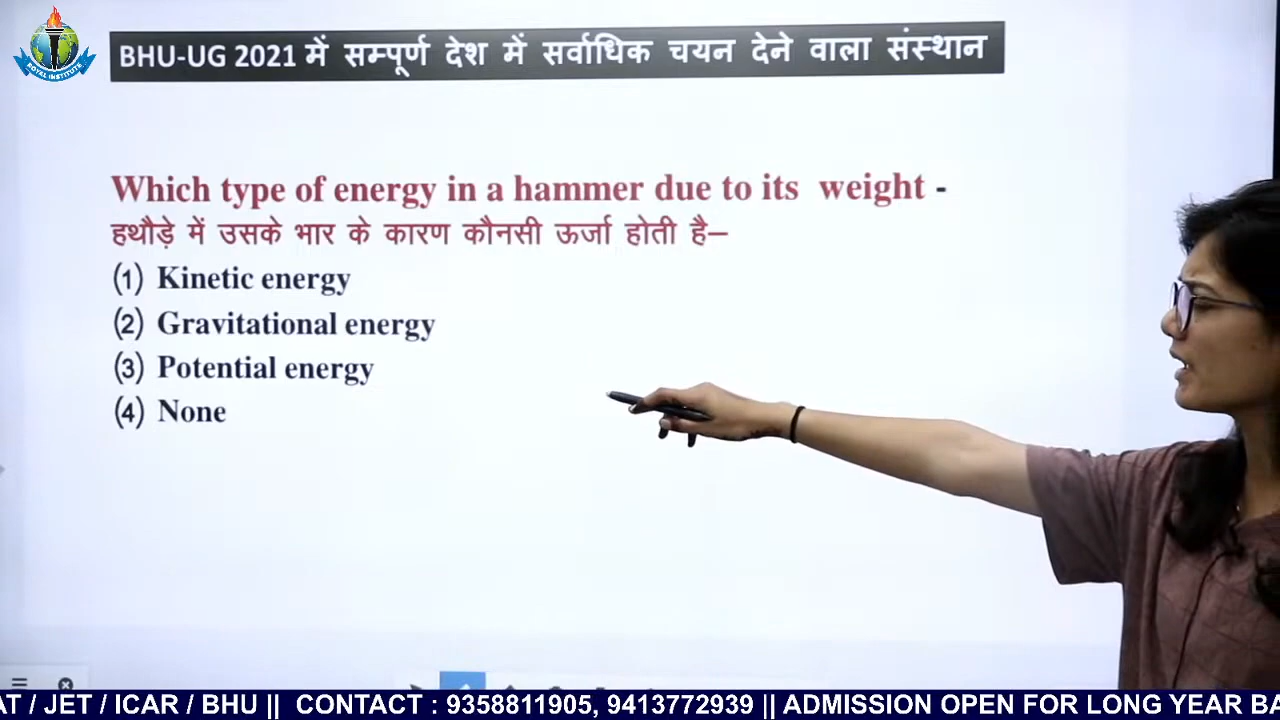 ROYAL INSTITUTE
BHU-UG 2021 में सम्पूर्ण देश में सर्वाधिक चयन देने वाला संस्थान
Which type of energy in a hammer due to its weight -
हथौड़े में उसके भार के कारण कौनसी ऊर्जा होती है–
(1) Kinetic energy
(2) Gravitational energy
(3) Potential energy
(4) None
AT / JET / ICAR / BHU || CONTACT : 9358811905, 9413772939 || ADMISSION OPEN FOR LONG YEAR BA